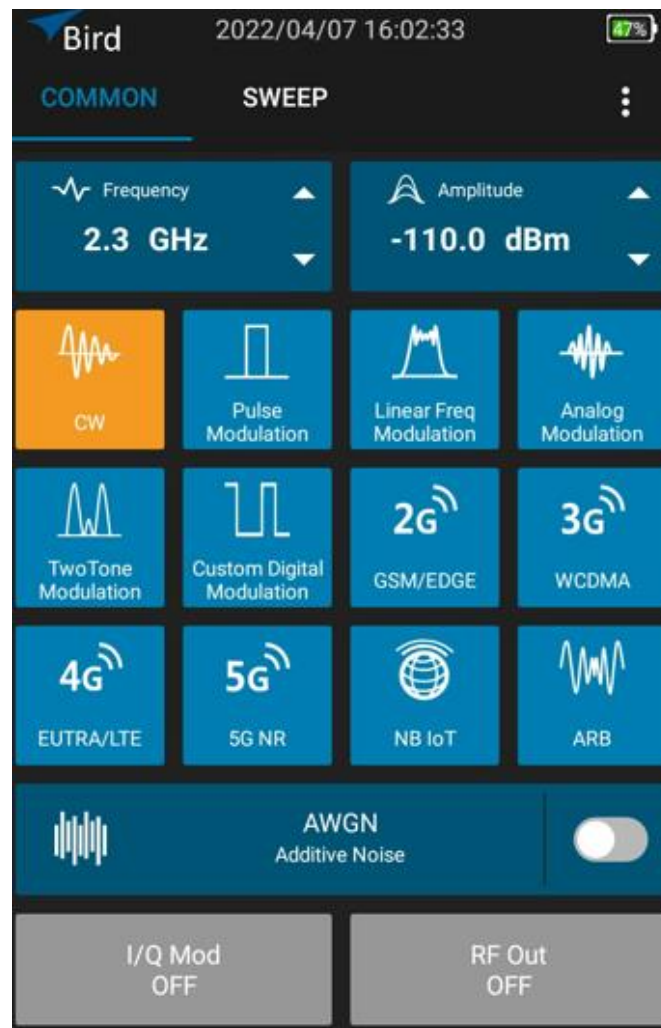 Bird 2022/04/07 16:02:33 47%
COMMON SWEEP
Frequency
2.3 GHz
Amplitude
-110.0 dBm
CW
Pulse
Modulation
Linear Freq
Modulation
Analog
Modulation
TwoTone
Modulation
Custom Digital
Modulation
2G
GSM/EDGE
3G
WCDMA
4G
EUTRA/LTE
5G
5G NR
NB IoT
ARB
AWGN
Additive Noise
I/Q Mod
OFF
RF Out
OFF